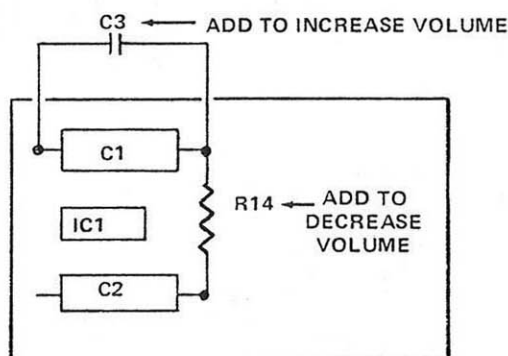 C3 ADD TO INCREASE VOLUME
C1
R14 ADD TO
DECREASE
VOLUME
IC1
C2